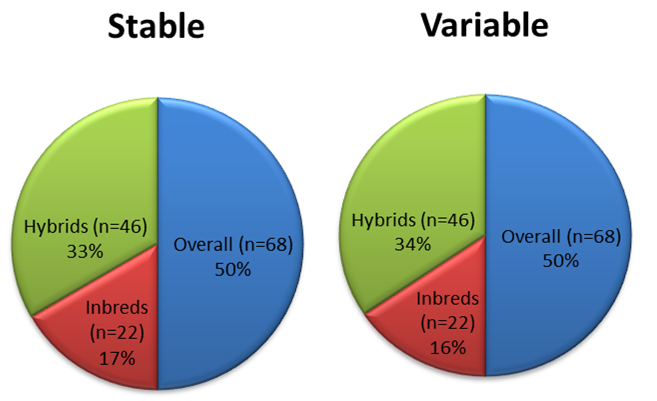 Stable
Hybrids (n=46)
33%
Overall (n=68)
50%
Inbreds
(n=22)
17%
Variable
Hybrids (n=46)
34%
Overall (n=68)
50%
Inbreds
(n=22)
16%